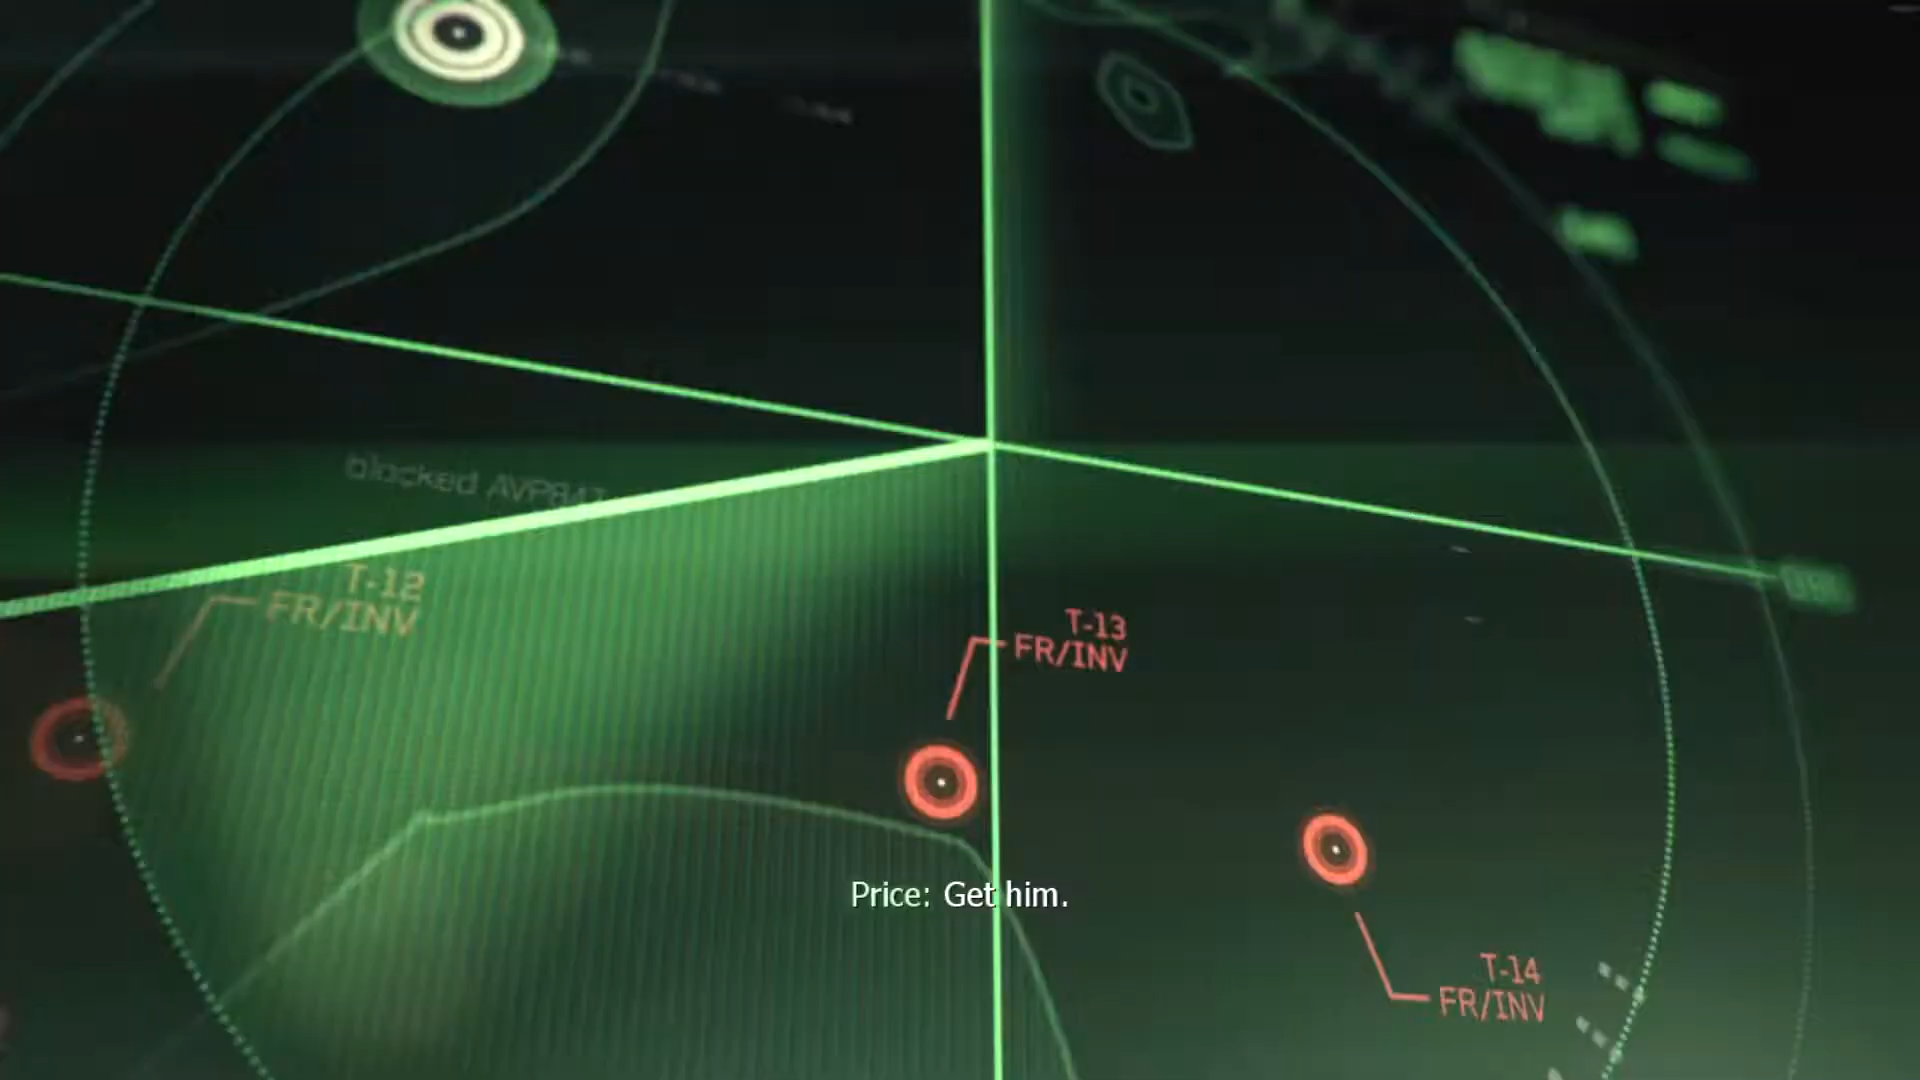 blocked AVP847
T-12
FR/INV
T-13
FR/INV
Price: Get him.
T-14
FR/INV